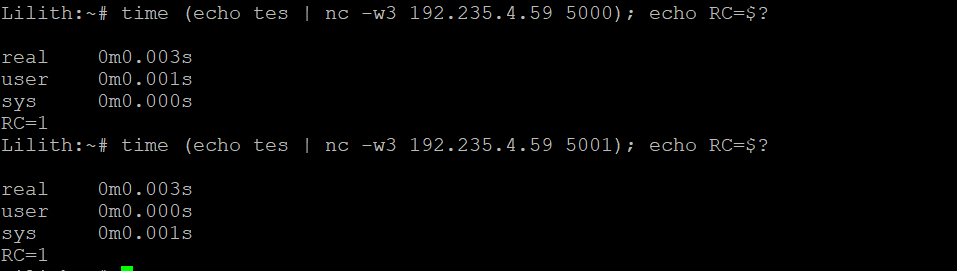 Lilith:~# time (echo tes | nc -w3 192.235.4.59 5000); echo RC=$?
real 0m0.003s
user 0m0.001s
sys 0m0.000s
RC=1
Lilith:~# time (echo tes | nc -w3 192.235.4.59 5001); echo RC=$?
real 0m0.003s
user 0m0.000s
sys 0m0.001s
RC=1